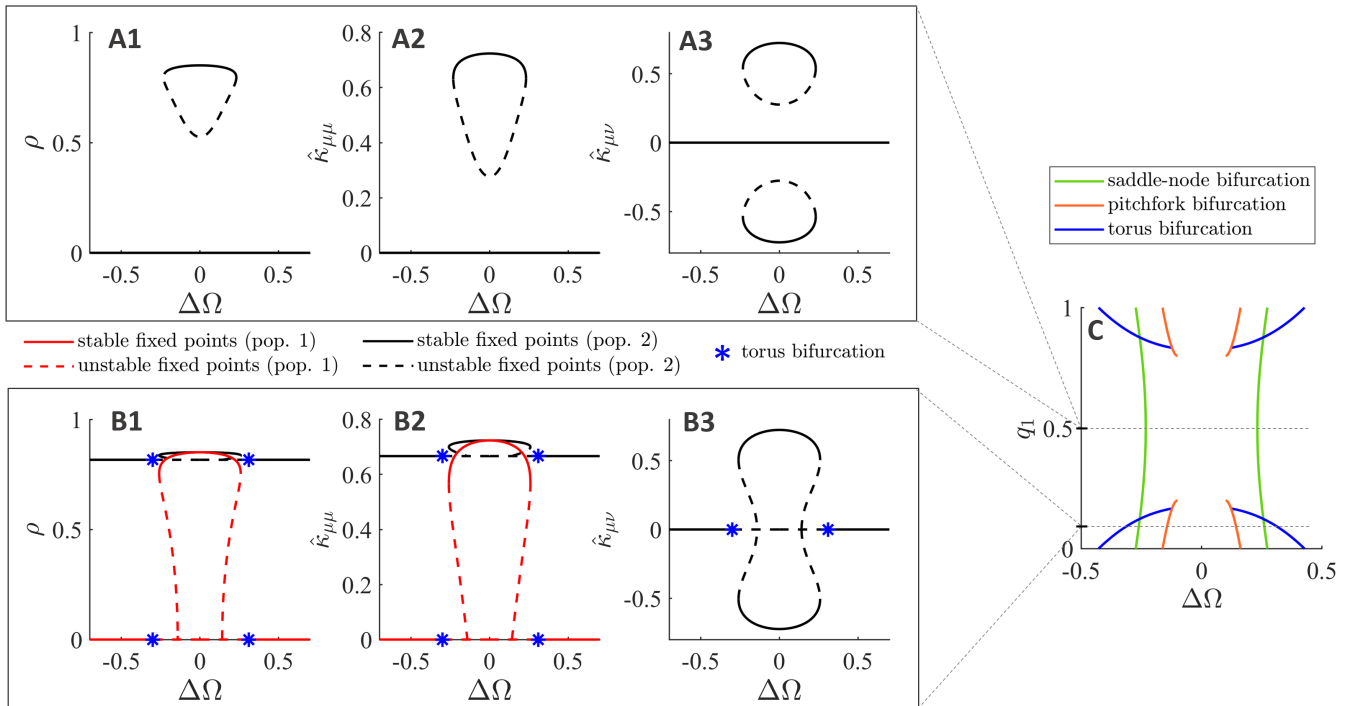 A1
1
0.5
0
ρ
-0.5 0 0.5
ΔΩ
A2
0.8
0.6
0.4
0.2
0
κ̂μμ
-0.5 0 0.5
ΔΩ
A3
0.5
0
-0.5
κ̂μν
-0.5 0 0.5
ΔΩ
stable fixed points (pop. 1)
unstable fixed points (pop. 1)
stable fixed points (pop. 2)
unstable fixed points (pop. 2)
torus bifurcation
B1
1
0.5
0
ρ
-0.5 0 0.5
ΔΩ
B2
0.8
0.6
0.4
0.2
0
κ̂μμ
-0.5 0 0.5
ΔΩ
B3
0.5
0
-0.5
κ̂μν
-0.5 0 0.5
ΔΩ
saddle-node bifurcation
pitchfork bifurcation
torus bifurcation
C
1
0.5
0
q1
-0.5 0 0.5
ΔΩ